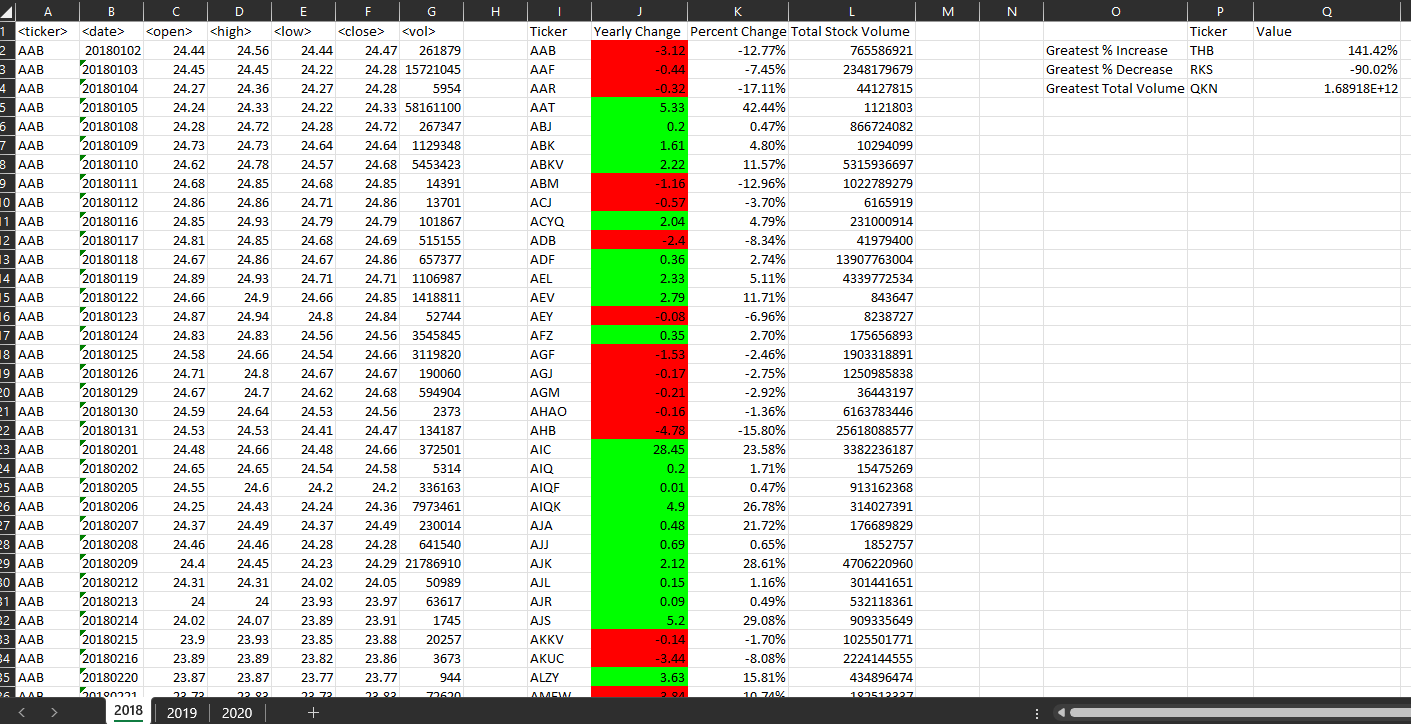 A B C D E F G H I J K L M N O P Q
1 <ticker> <date> <open> <high> <low> <close> <vol> Ticker Yearly Change Percent Change Total Stock Volume Ticker Value
2 AAB 20180102 24.44 24.56 24.44 24.47 261879 AAB -3.12 -12.77% 765586921 Greatest % Increase THB 141.42%
3 AAB 20180103 24.45 24.45 24.22 24.28 15721045 AAF -0.44 -7.45% 2348179679 Greatest % Decrease RKS -90.02%
4 AAB 20180104 24.27 24.36 24.27 24.28 5954 AAR -0.32 -17.11% 44127815 Greatest Total Volume QKN 1.68918E+12
5 AAB 20180105 24.24 24.33 22.22 24.33 58161100 AAT 5.33 42.44% 1121803
6 AAB 20180108 24.28 24.72 24.28 24.72 267347 ABJ 0.2 0.47% 866724082
7 AAB 20180109 24.73 24.73 24.64 24.64 1129348 ABK 1.61 4.80% 10294099
8 AAB 20180110 24.62 24.78 24.57 24.68 5453423 ABKV 2.22 11.57% 5315936697
9 AAB 20180111 24.68 24.85 24.68 24.85 14391 ABM -1.16 -12.96% 1022789279
10 AAB 20180112 24.86 24.86 24.71 24.86 13701 ACJ -0.57 -3.70% 6165919
11 AAB 20180116 24.85 24.93 24.79 24.79 101867 ACYQ 2.04 4.79% 231000914
12 AAB 20180117 24.81 24.85 24.68 24.69 515155 ADB -2.4 -8.34% 41979400
13 AAB 20180118 24.67 24.86 24.67 24.86 657377 ADF 0.36 2.74% 13907763004
14 AAB 20180119 24.89 24.93 24.71 24.71 1106987 AEL 2.33 5.11% 4339772534
15 AAB 20180122 24.66 24.9 24.66 24.85 1418811 AEV 2.79 11.71% 843647
16 AAB 20180123 24.87 24.94 24.8 24.84 52744 AEY -0.08 -6.96% 8238727
17 AAB 20180124 24.83 24.83 24.56 24.56 3545845 AFZ 0.35 2.70% 175656893
18 AAB 20180125 24.58 24.66 24.54 24.66 3119820 AGF -1.53 -2.46% 1903318891
19 AAB 20180126 24.71 24.8 24.67 24.67 190060 AGJ -0.17 -2.75% 1250985838
20 AAB 20180129 24.67 24.7 24.62 24.68 594904 AGM -0.21 -2.92% 36443197
21 AAB 20180130 24.59 24.64 24.53 24.56 2373 AHAO -0.16 -1.36% 6163783446
22 AAB 20180131 24.53 24.53 24.41 24.47 134187 AHB -4.78 -15.80% 25618088577
23 AAB 20180201 24.48 24.66 24.48 24.66 372501 AIC 28.45 23.58% 3382236187
24 AAB 20180202 24.65 24.65 24.54 24.58 5314 AIQ 0.2 1.71% 15475269
25 AAB 20180205 24.55 24.6 24.2 24.2 336163 AIQF 0.01 0.47% 913162368
26 AAB 20180206 24.25 24.43 24.24 24.36 7973461 AIQK 4.9 26.78% 314027391
27 AAB 20180207 24.37 24.49 24.37 24.49 230014 AJA 0.48 21.72% 176689829
28 AAB 20180208 24.46 24.46 24.28 24.28 641540 AJJ 0.69 0.65% 1852757
29 AAB 20180209 24.4 24.45 24.23 24.29 21786910 AJK 2.12 28.61% 4706220960
30 AAB 20180212 24.31 24.31 24.02 24.05 50989 AJL 0.15 1.16% 301441651
31 AAB 20180213 24 24 23.93 23.97 63617 AJR 0.09 0.49% 532118361
32 AAB 20180214 24.02 24.07 23.89 23.91 1745 AJS 5.2 29.08% 909335649
33 AAB 20180215 23.9 23.93 23.85 23.88 20257 AKKV -0.14 -1.70% 1025501771
34 AAB 20180216 23.89 23.89 23.82 23.86 3673 AKUC -3.44 -8.08% 2224144555
35 AAB 20180220 23.87 23.87 23.77 23.77 944 ALZY 3.63 15.81% 434896474
2018 2019 2020